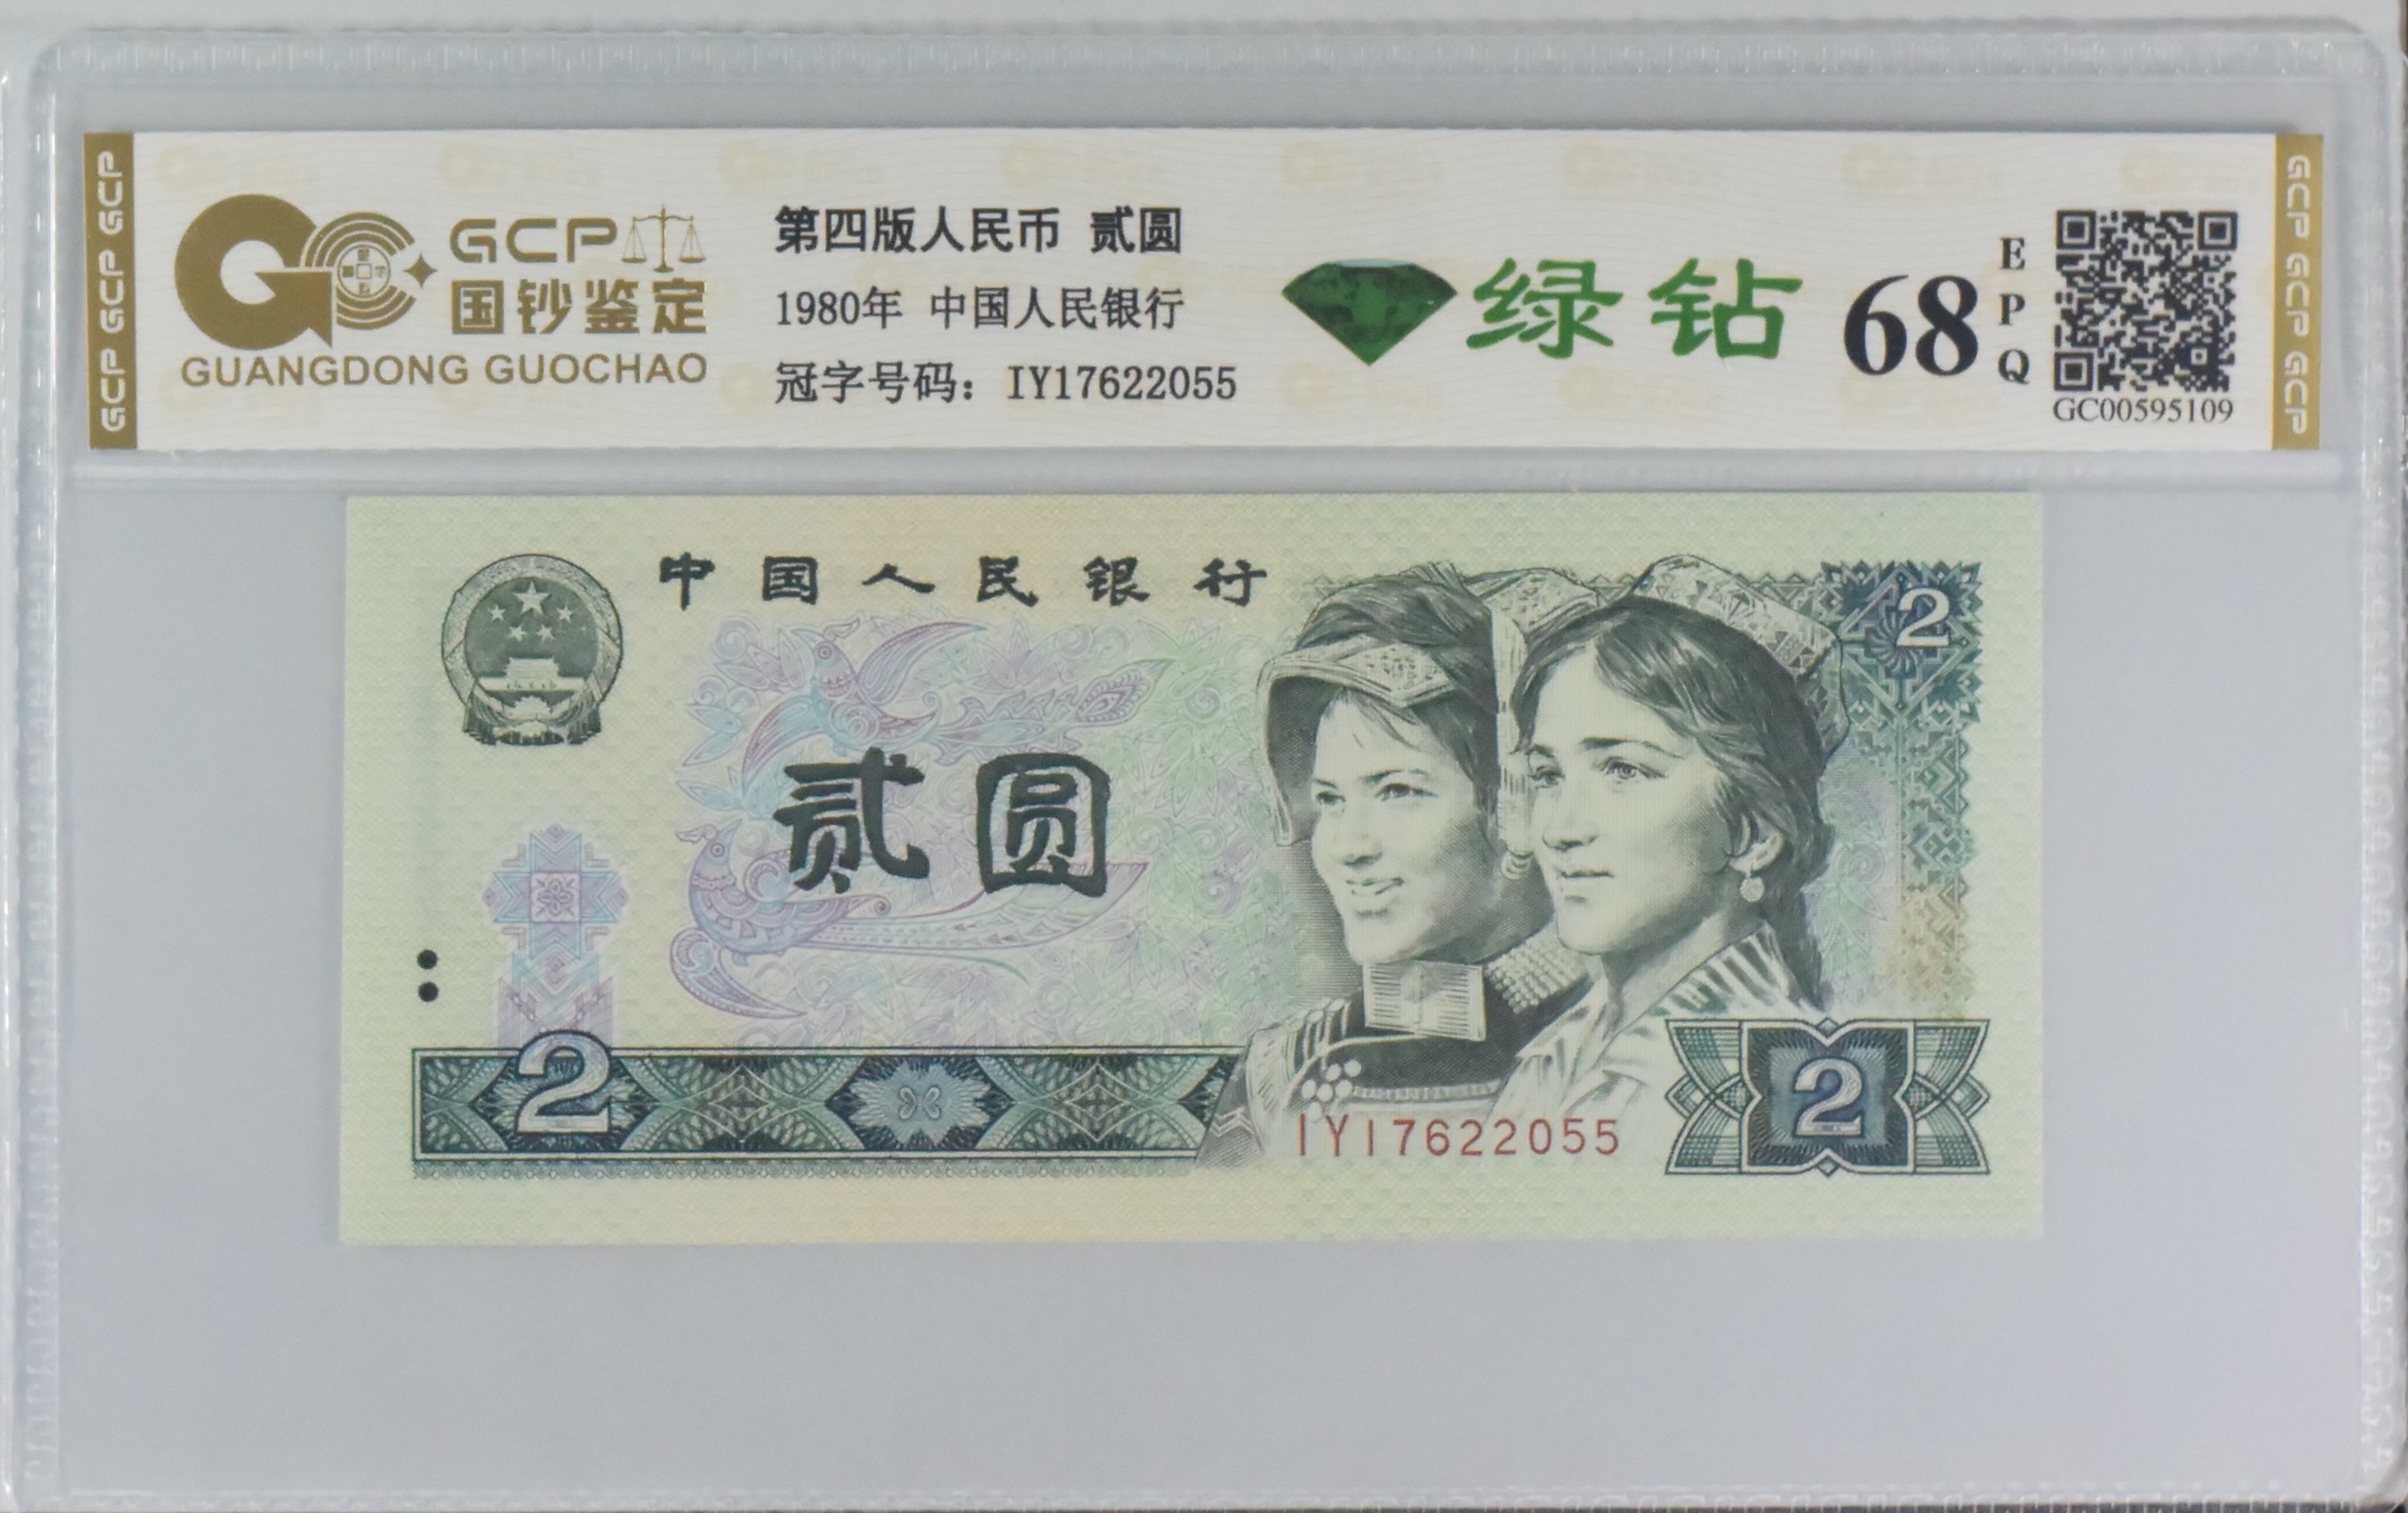 GCP GCP GCP
GCP
国钞鉴定
GUANGDONG GUOCHAO
第四版人民币 贰圆
1980年 中国人民银行
冠字号码：IY17622055
绿钻
68
EPQ
GC00595109
GCP GCP GCP
中国人民银行
2
贰圆
2
IY17622055
2